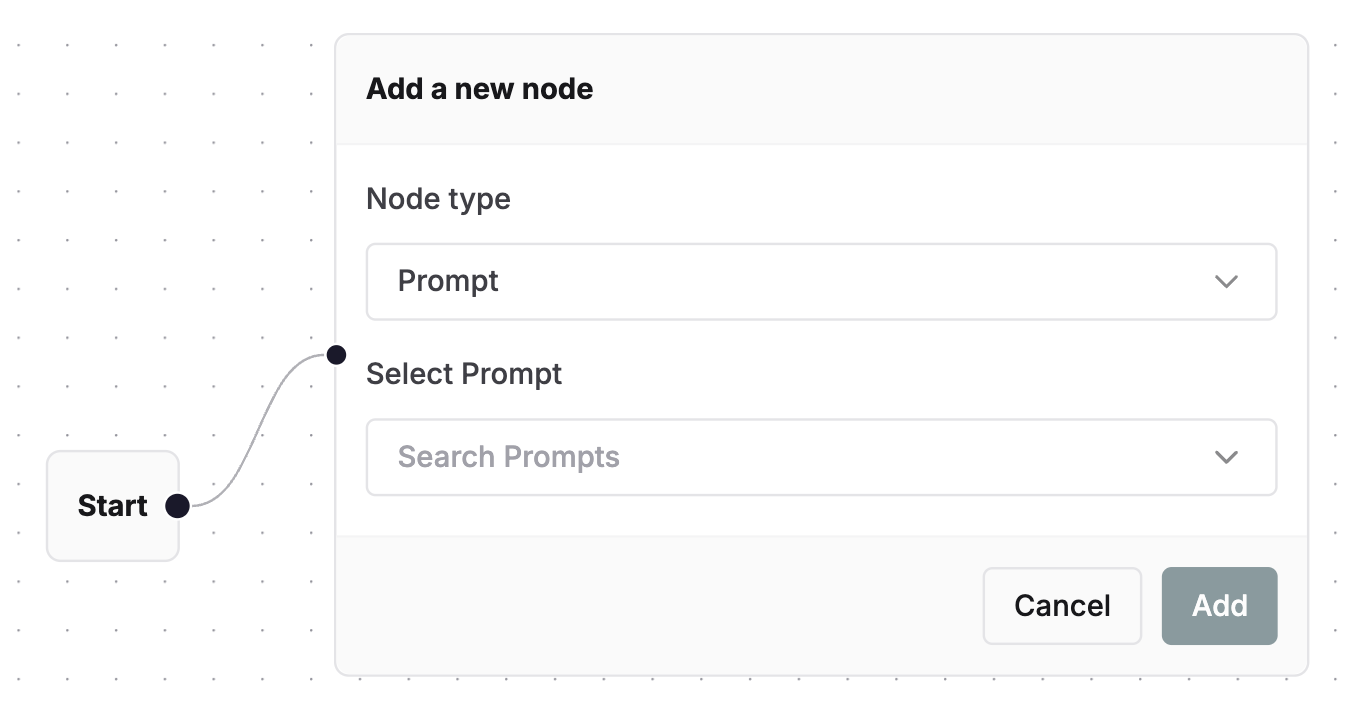 Add a new node
Node type
Prompt
Select Prompt
Search Prompts
Start
Cancel
Add